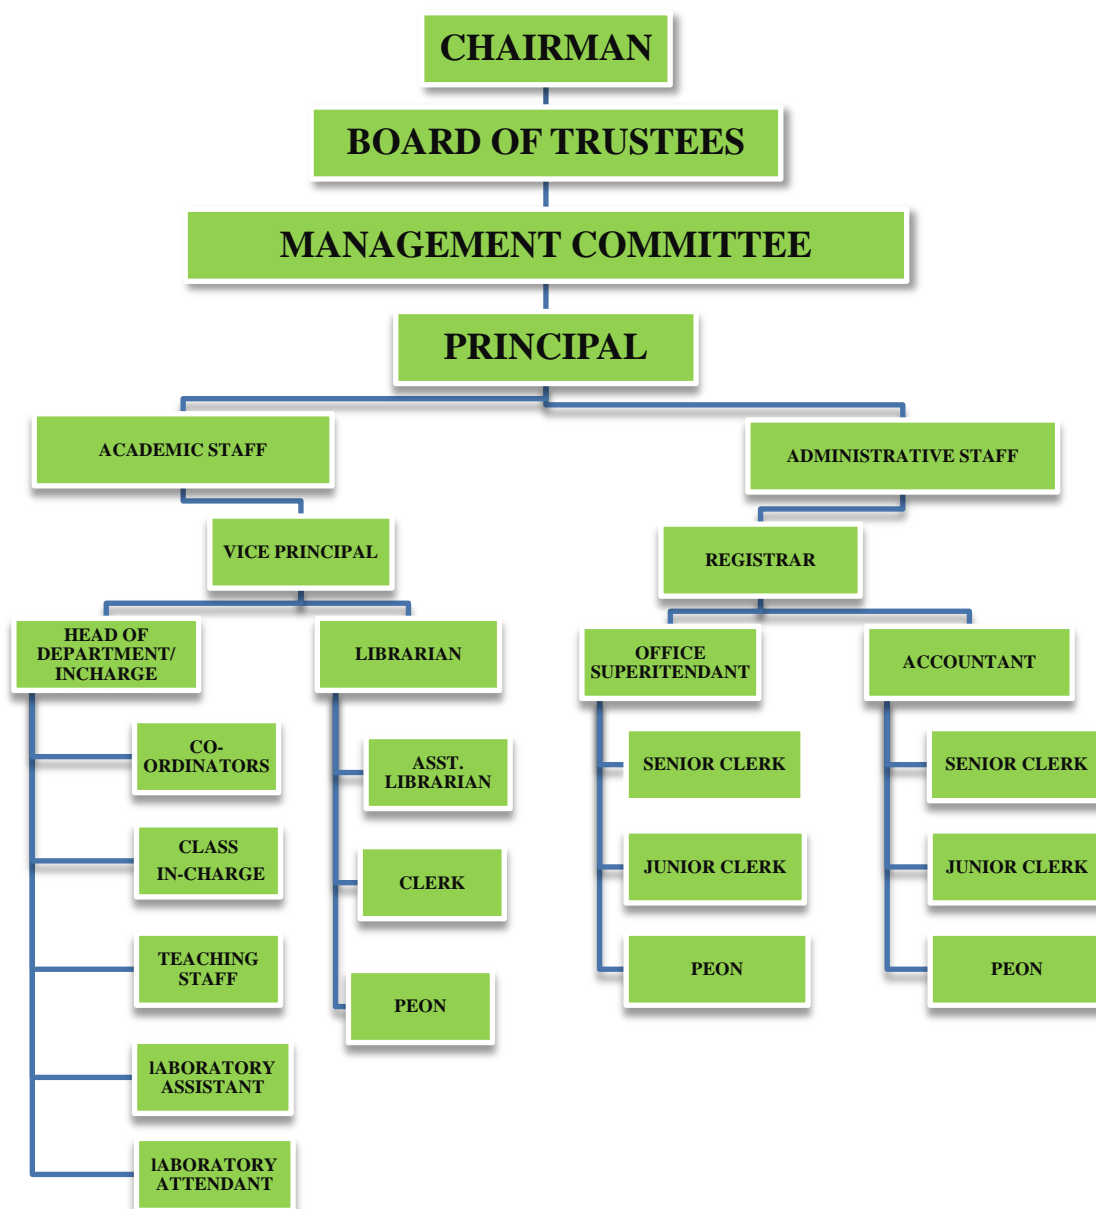 CHAIRMAN
BOARD OF TRUSTEES
MANAGEMENT COMMITTEE
PRINCIPAL
ACADEMIC STAFF
ADMINISTRATIVE STAFF
VICE PRINCIPAL
REGISTRAR
HEAD OF
DEPARTMENT/
INCHARGE
LIBRARIAN
OFFICE
SUPERITENDANT
ACCOUNTANT
CO-
ORDINATORS
CLASS
IN-CHARGE
TEACHING
STAFF
lABORATORY
ASSISTANT
lABORATORY
ATTENDANT
ASST.
LIBRARIAN
CLERK
PEON
SENIOR CLERK
JUNIOR CLERK
PEON
SENIOR CLERK
JUNIOR CLERK
PEON